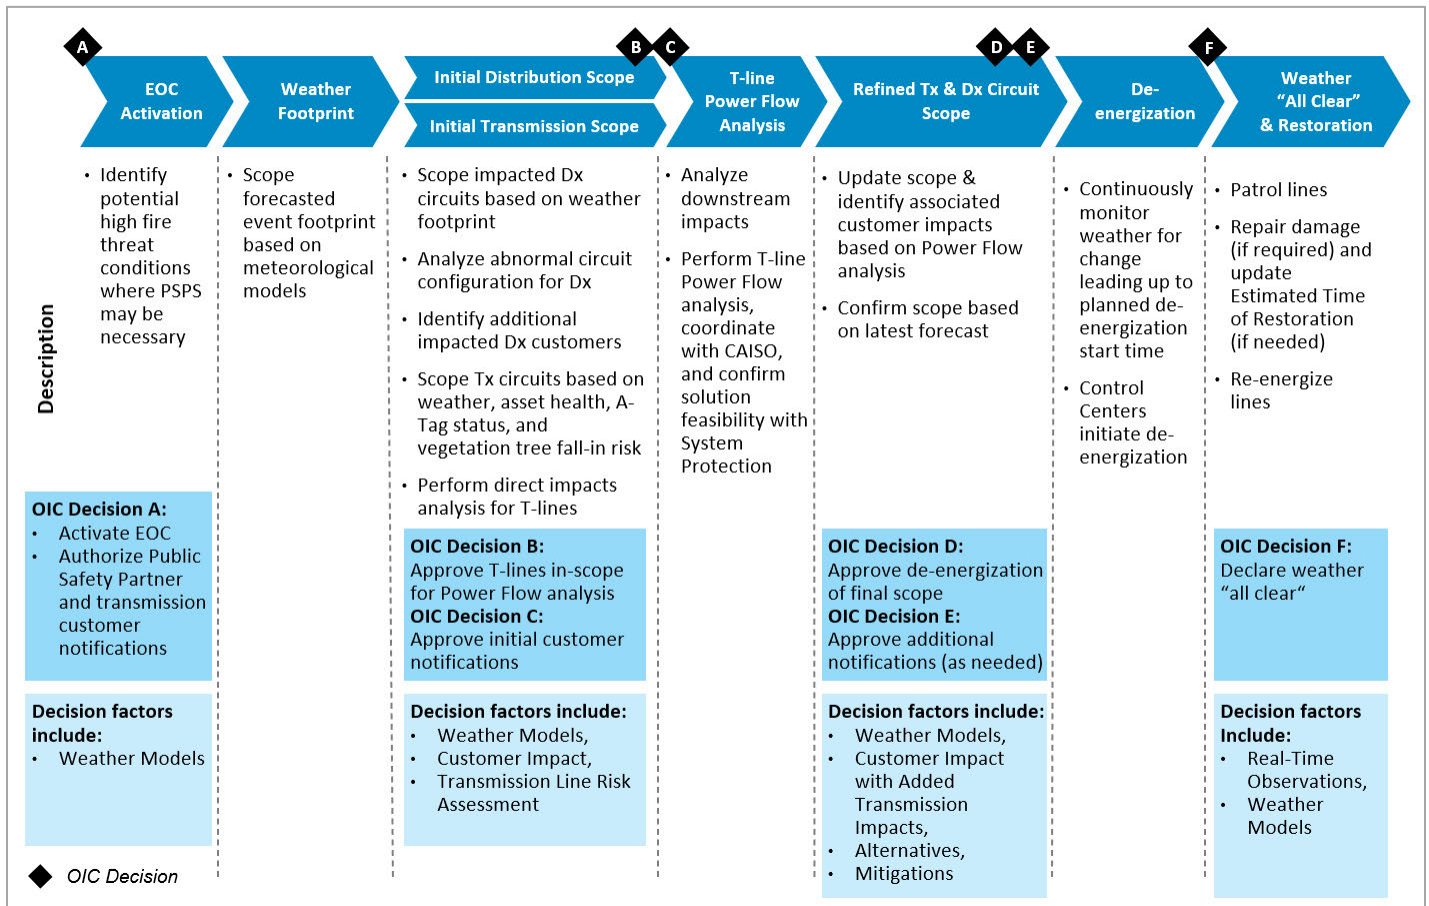 A
B
C
D
E
F
EOC
Activation
Weather
Footprint
Initial Distribution Scope
Initial Transmission Scope
T-line
Power Flow
Analysis
Refined Tx & Dx Circuit
Scope
De-
energization
Weather
“All Clear”
& Restoration
Description
• Identify
potential
high fire
threat
conditions
where PSPS
may be
necessary
• Scope
forecasted
event footprint
based on
meteorological
models
• Scope impacted Dx
circuits based on weather
footprint
• Analyze abnormal circuit
configuration for Dx
• Identify additional
impacted Dx customers
• Scope Tx circuits based on
weather, asset health, A-
Tag status, and
vegetation tree fall-in risk
• Perform direct impacts
analysis for T-lines
• Analyze
downstream
impacts
• Perform T-line
Power Flow
analysis,
coordinate
with CAISO,
and confirm
solution
feasibility with
System
Protection
• Update scope &
identify associated
customer impacts
based on Power Flow
analysis
• Confirm scope based
on latest forecast
• Continuously
monitor
weather for
change
leading up to
planned de-
energization
start time
• Control
Centers
initiate de-
energization
• Patrol lines
• Repair damage
(if required) and
update
Estimated Time
of Restoration
(if needed)
• Re-energize
lines
OIC Decision A:
• Activate EOC
• Authorize Public
Safety Partner
and transmission
customer
notifications
OIC Decision B:
Approve T-lines in-scope
for Power Flow analysis
OIC Decision C:
Approve initial customer
notifications
OIC Decision D:
Approve de-energization
of final scope
OIC Decision E:
Approve additional
notifications (as needed)
OIC Decision F:
Declare weather
“all clear“
Decision factors
include:
• Weather Models
Decision factors include:
• Weather Models,
• Customer Impact,
• Transmission Line Risk
Assessment
Decision factors include:
• Weather Models,
• Customer Impact
with Added
Transmission
Impacts,
• Alternatives,
• Mitigations
Decision factors
Include:
• Real-Time
Observations,
• Weather
Models
OIC Decision